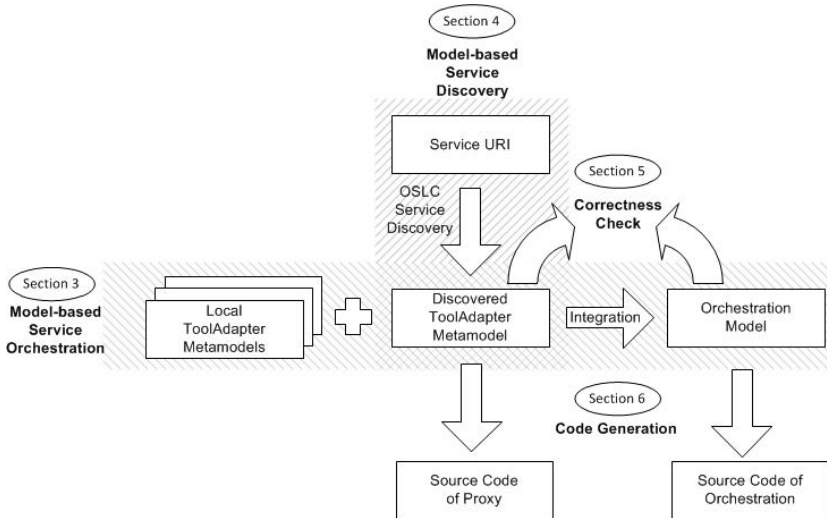 Section 4
Model-based
Service
Discovery
Service URI
OSLC
Service
Discovery
Section 5
Correctness
Check
Section 3
Model-based
Service
Orchestration
Local
ToolAdapter
Metamodels
Discovered
ToolAdapter
Metamodel
Integration
Orchestration
Model
Section 6
Code Generation
Source Code
of Proxy
Source Code of
Orchestration